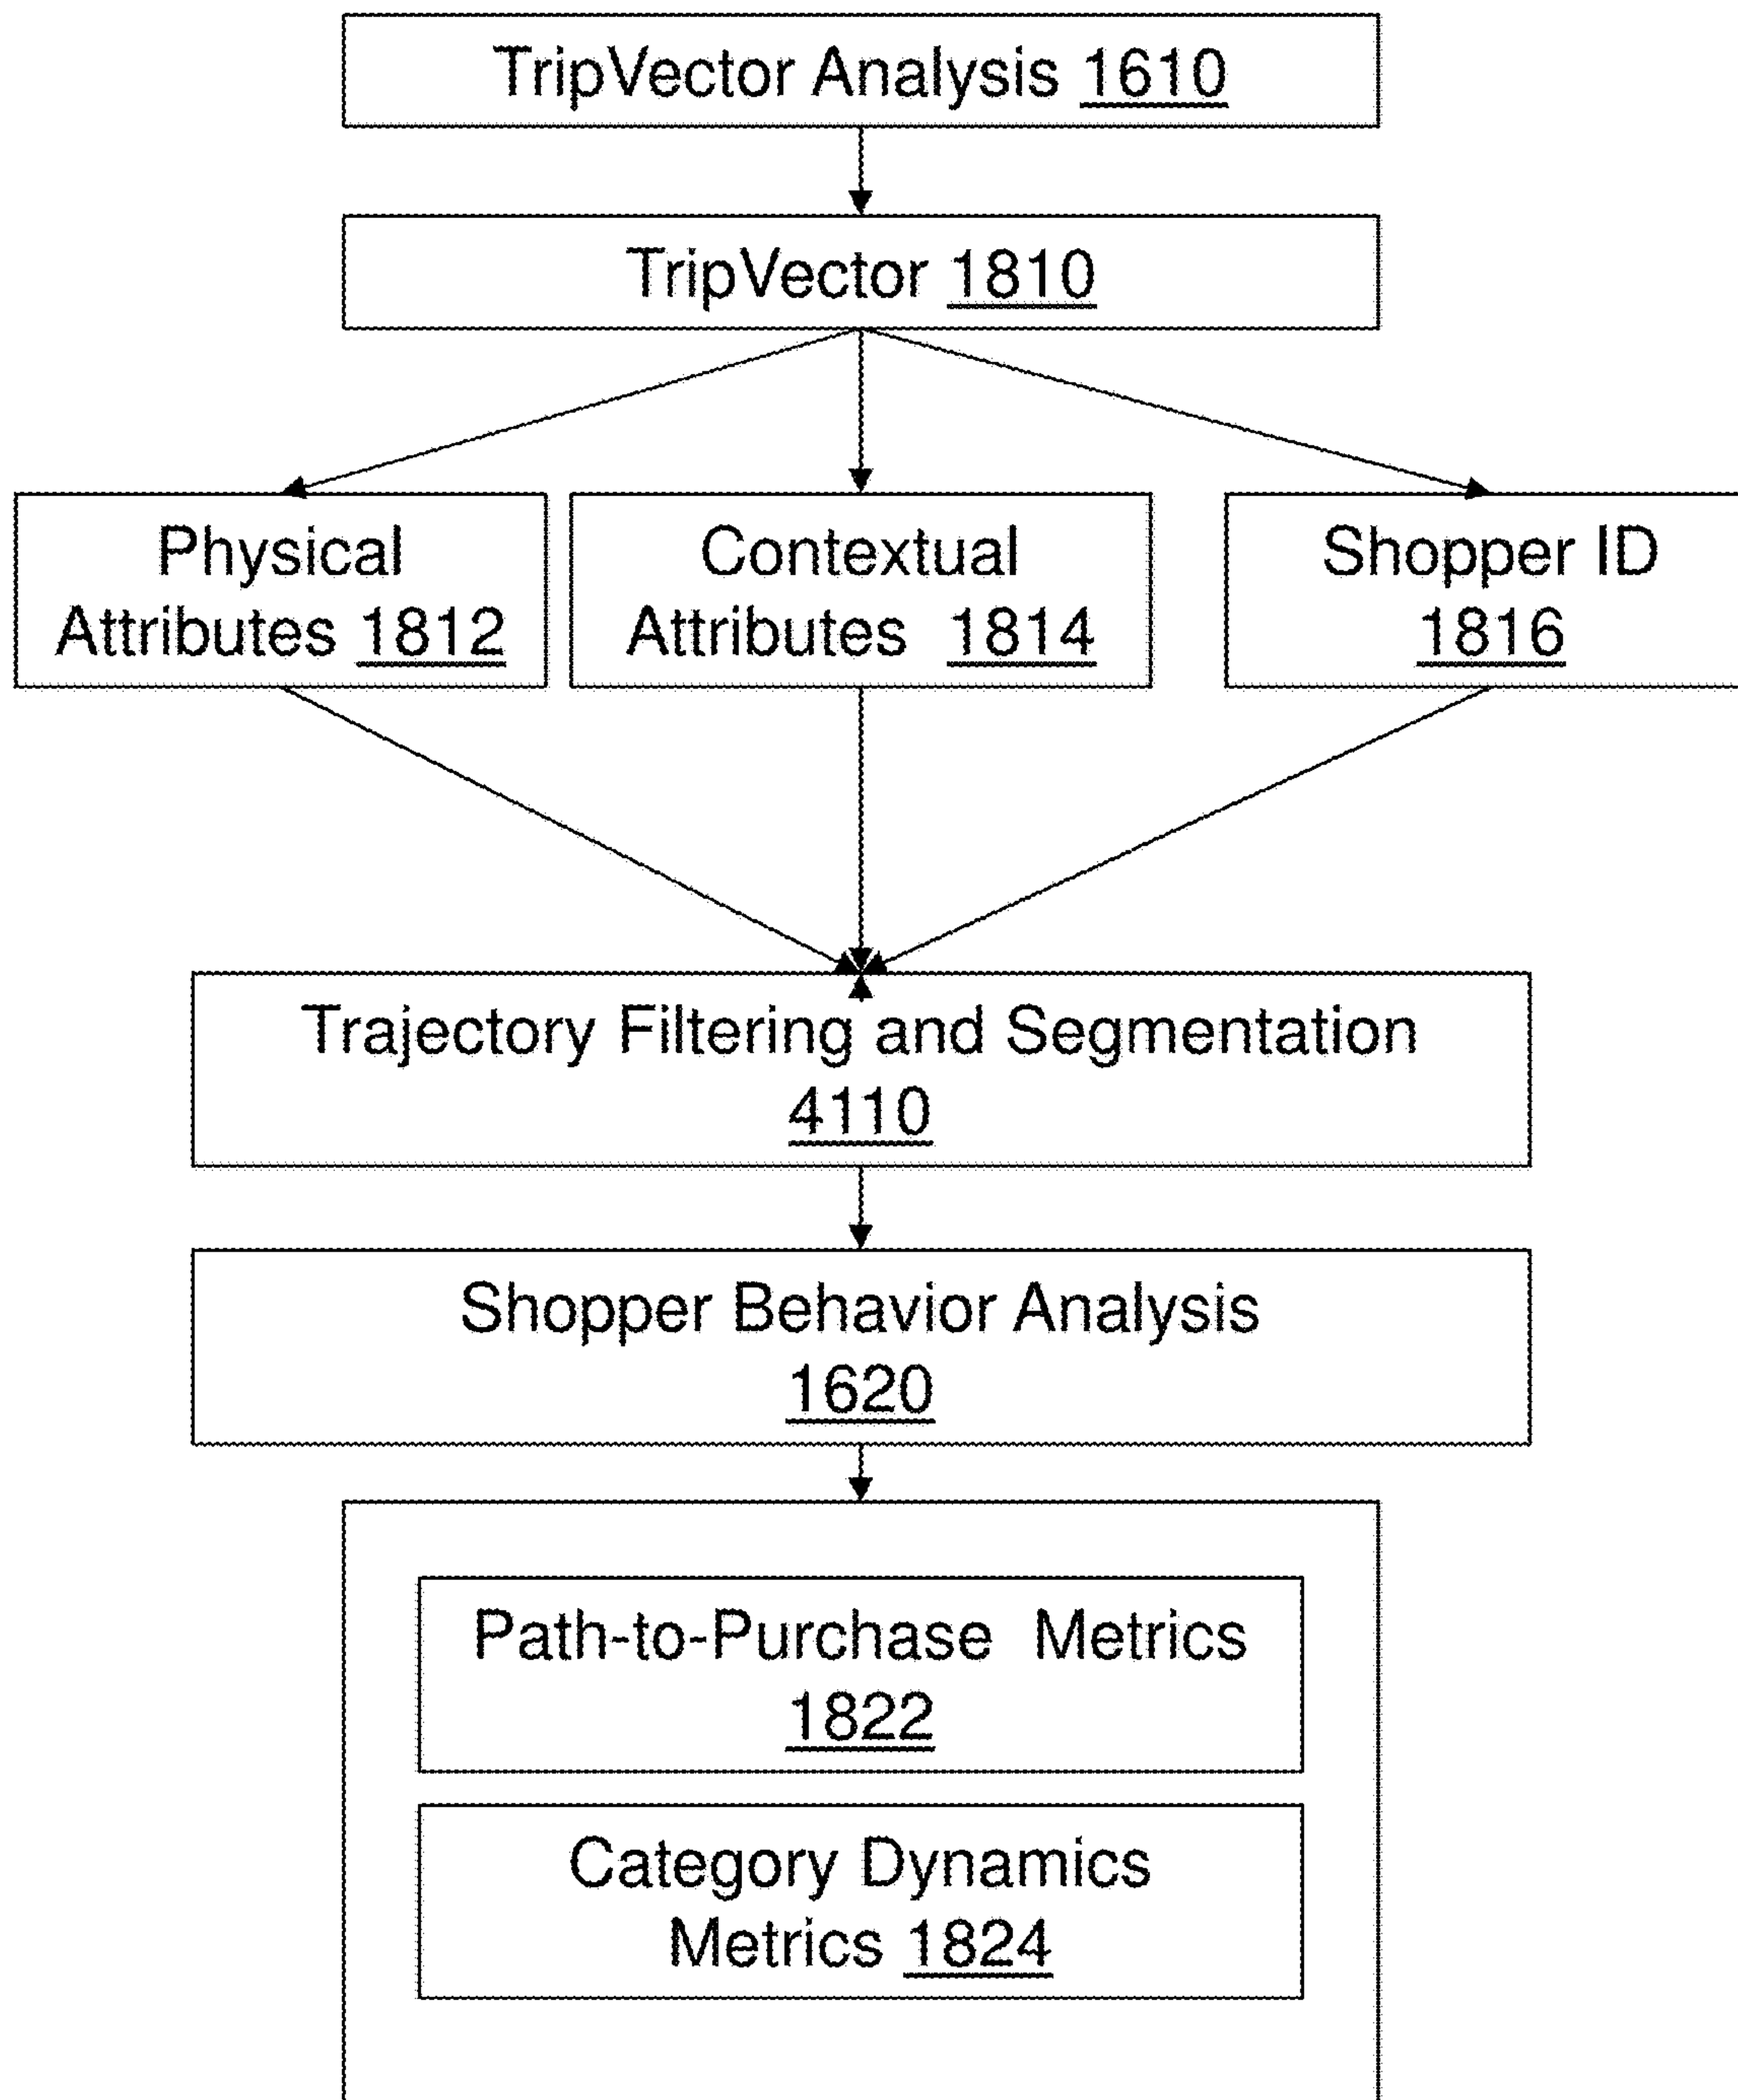 TripVector Analysis 1610
TripVector 1810
Physical
Attributes 1812
Contextual
Attributes 1814
Shopper ID
1816
Trajectory Filtering and Segmentation
4110
Shopper Behavior Analysis
1620
Path-to-Purchase Metrics
1822
Category Dynamics
Metrics 1824